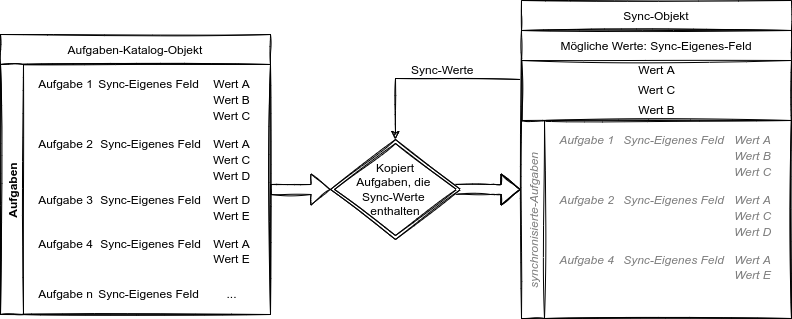 Aufgaben-Katalog-Objekt
Aufgaben
Aufgabe 1 Sync-Eigenes Feld Wert A
Wert B
Wert C
Aufgabe 2 Sync-Eigenes Feld Wert A
Wert C
Wert D
Aufgabe 3 Sync-Eigenes Feld Wert D
Wert E
Aufgabe 4 Sync-Eigenes Feld Wert A
Wert E
Aufgabe n Sync-Eigenes Feld ...
Sync-Werte
Kopiert
Aufgaben, die
Sync-Werte
enthalten
Sync-Objekt
Mögliche Werte: Sync-Eigenes-Feld
Wert A
Wert C
Wert B
synchronisierte-Aufgaben
Aufgabe 1 Sync-Eigenes Feld Wert A
Wert B
Wert C
Aufgabe 2 Sync-Eigenes Feld Wert A
Wert C
Wert D
Aufgabe 4 Sync-Eigenes Feld Wert A
Wert E